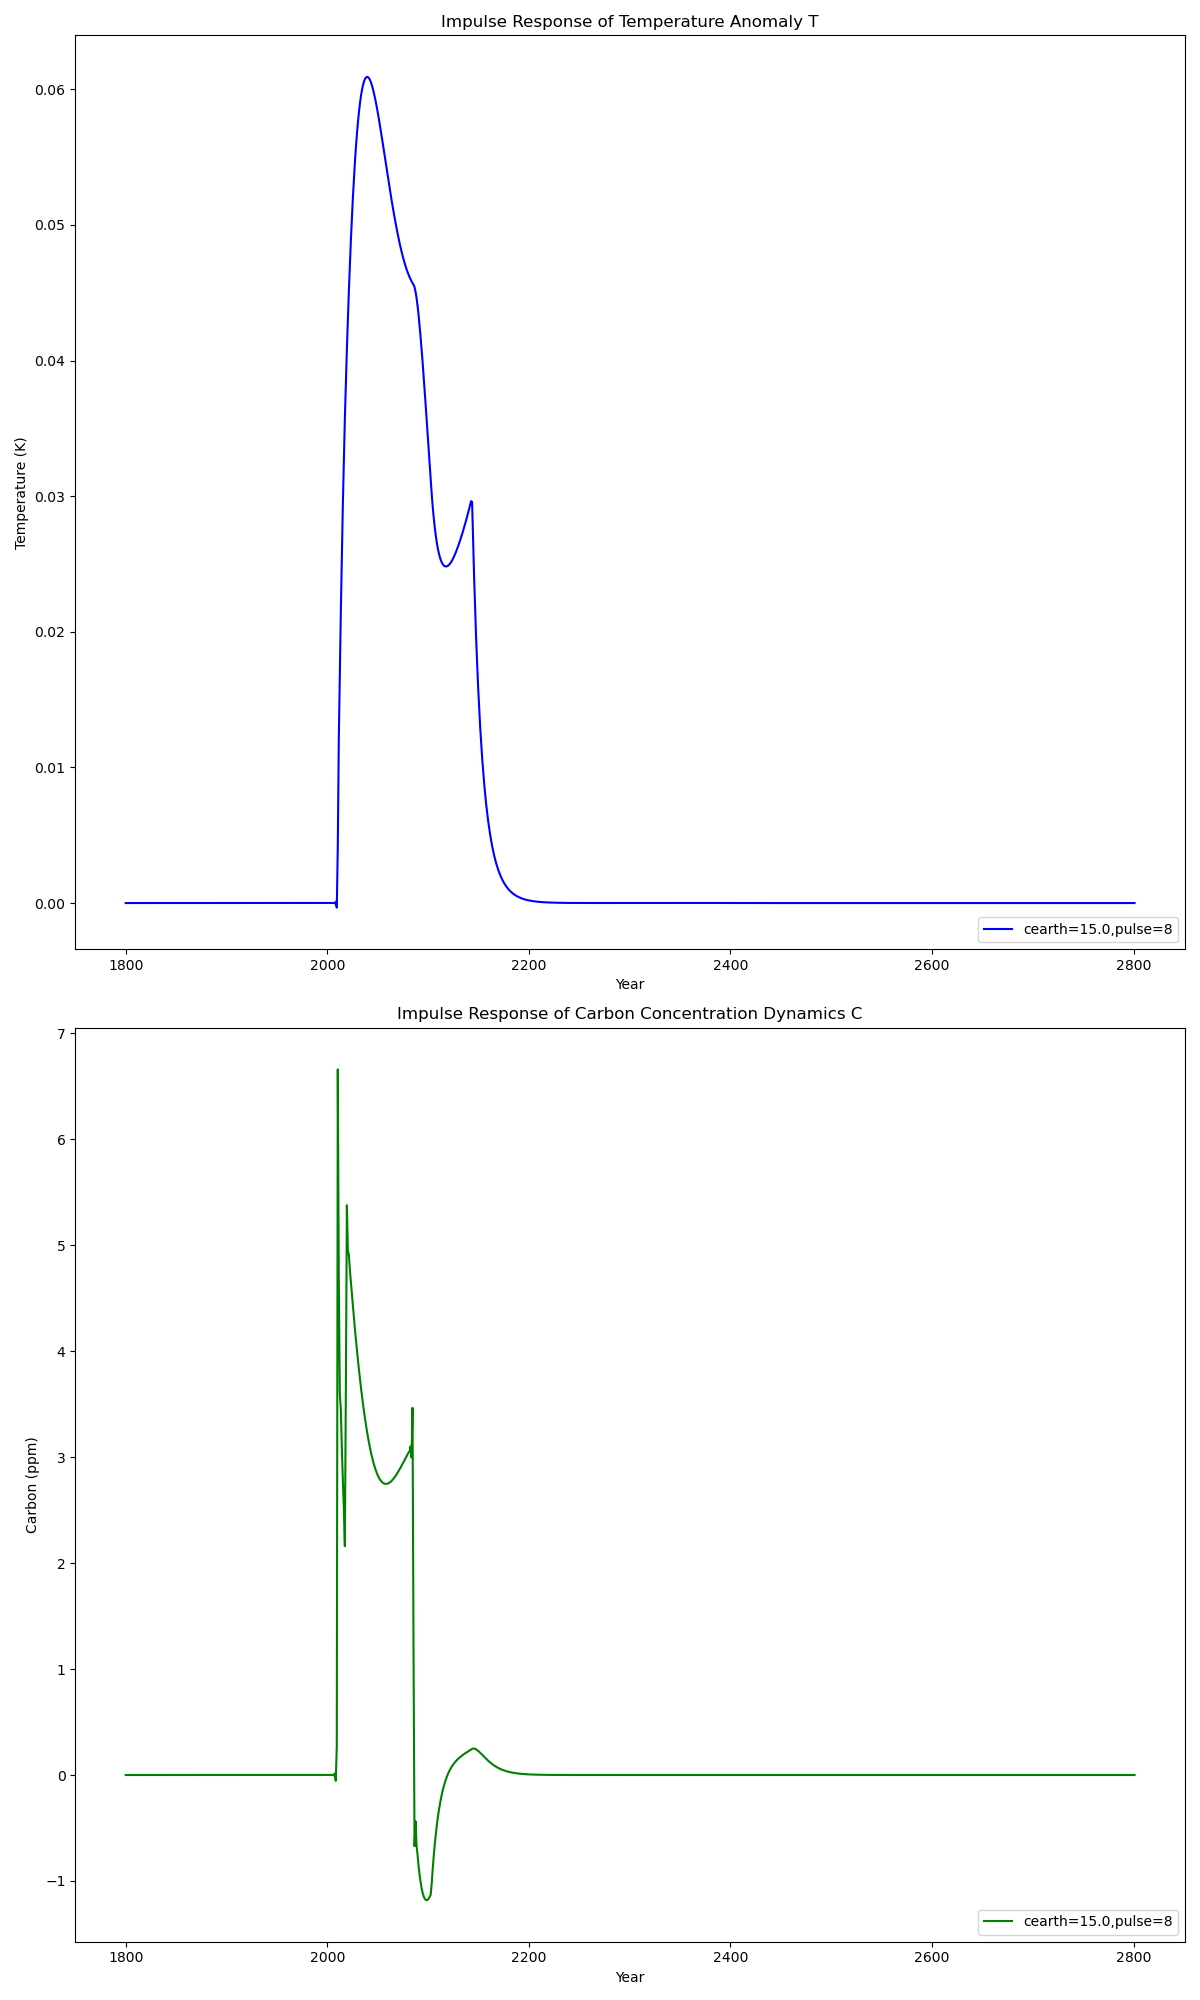 Impulse Response of Temperature Anomaly T
0.06
0.05
0.04
0.03
0.02
0.01
0.00
Temperature (K)
cearth=15.0,pulse=8
1800 2000 2200 2400 2600 2800
Year
Impulse Response of Carbon Concentration Dynamics C
7
6
5
4
3
2
1
0
−1
Carbon (ppm)
cearth=15.0,pulse=8
1800 2000 2200 2400 2600 2800
Year